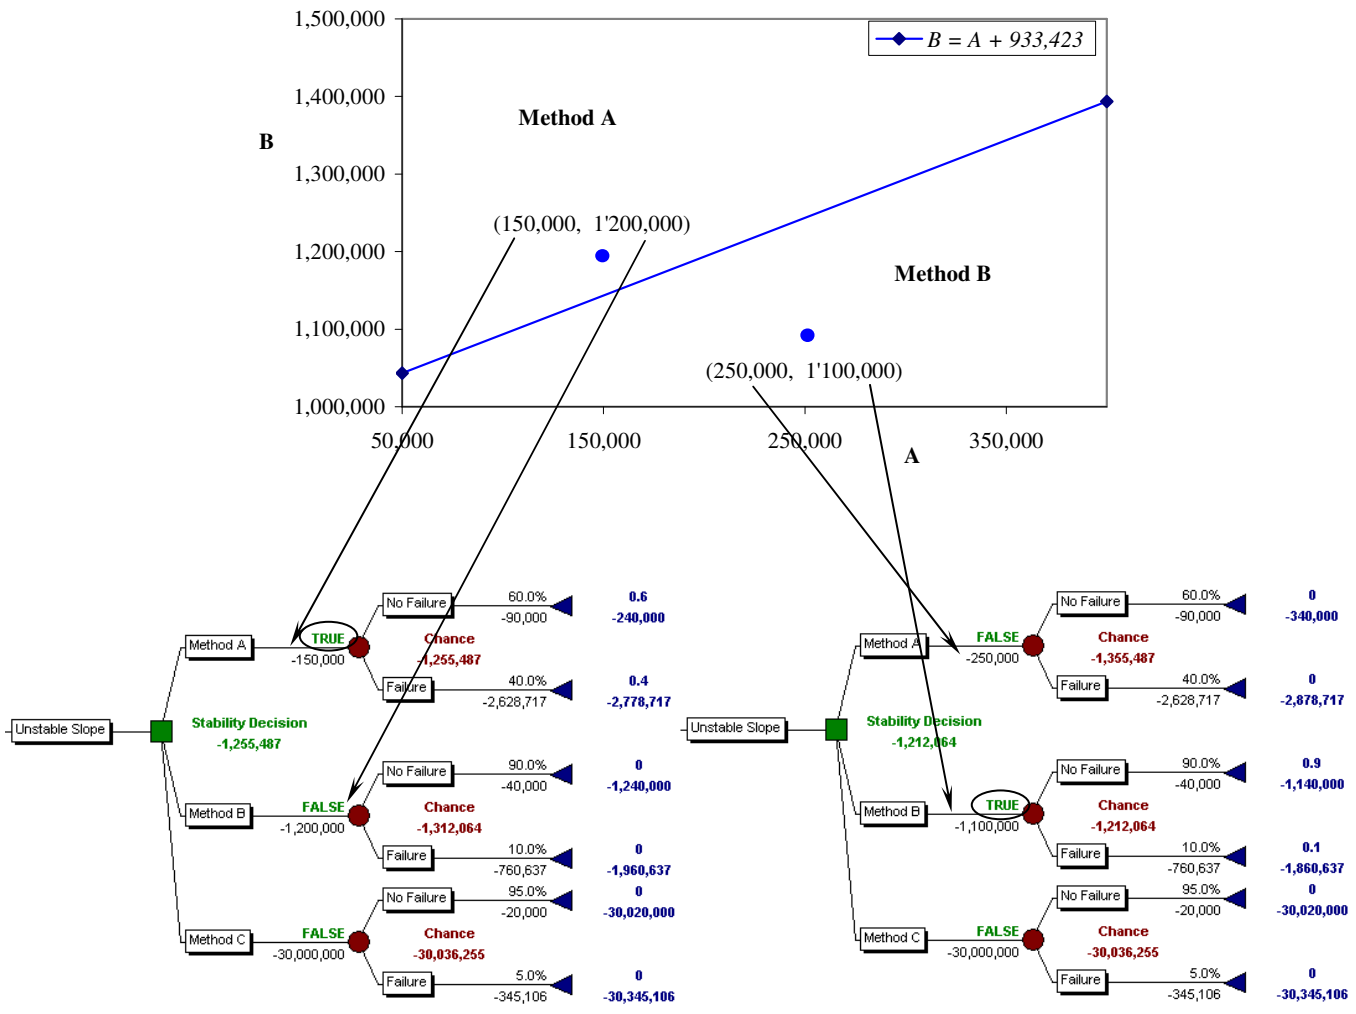 1,500,000
B = A + 933,423
1,400,000
Method A
B
1,300,000
(150,000, 1'200,000)
1,200,000
Method B
1,100,000
(250,000, 1'100,000)
1,000,000
50,000 150,000 250,000 350,000
A
No Failure 60.0% 0.6
-90,000 -240,000
Method A TRUE Chance
-150,000 -1,255,487
Failure 40.0% 0.4
-2,628,717 -2,778,717
Unstable Slope Stability Decision
-1,255,487
No Failure 90.0% 0
-40,000 -1,240,000
Method B FALSE Chance
-1,200,000 -1,312,064
Failure 10.0% 0
-760,637 -1,960,637
No Failure 95.0% 0
-20,000 -30,020,000
Method C FALSE Chance
-30,000,000 -30,036,255
Failure 5.0% 0
-345,106 -30,345,106
No Failure 60.0% 0
-90,000 -340,000
Method A FALSE Chance
-250,000 -1,355,487
Failure 40.0% 0
-2,628,717 -2,878,717
Unstable Slope Stability Decision
-1,212,064
No Failure 90.0% 0.9
-40,000 -1,140,000
Method B TRUE Chance
-1,100,000 -1,212,064
Failure 10.0% 0.1
-760,637 -1,860,637
No Failure 95.0% 0
-20,000 -30,020,000
Method C FALSE Chance
-30,000,000 -30,036,255
Failure 5.0% 0
-345,106 -30,345,106